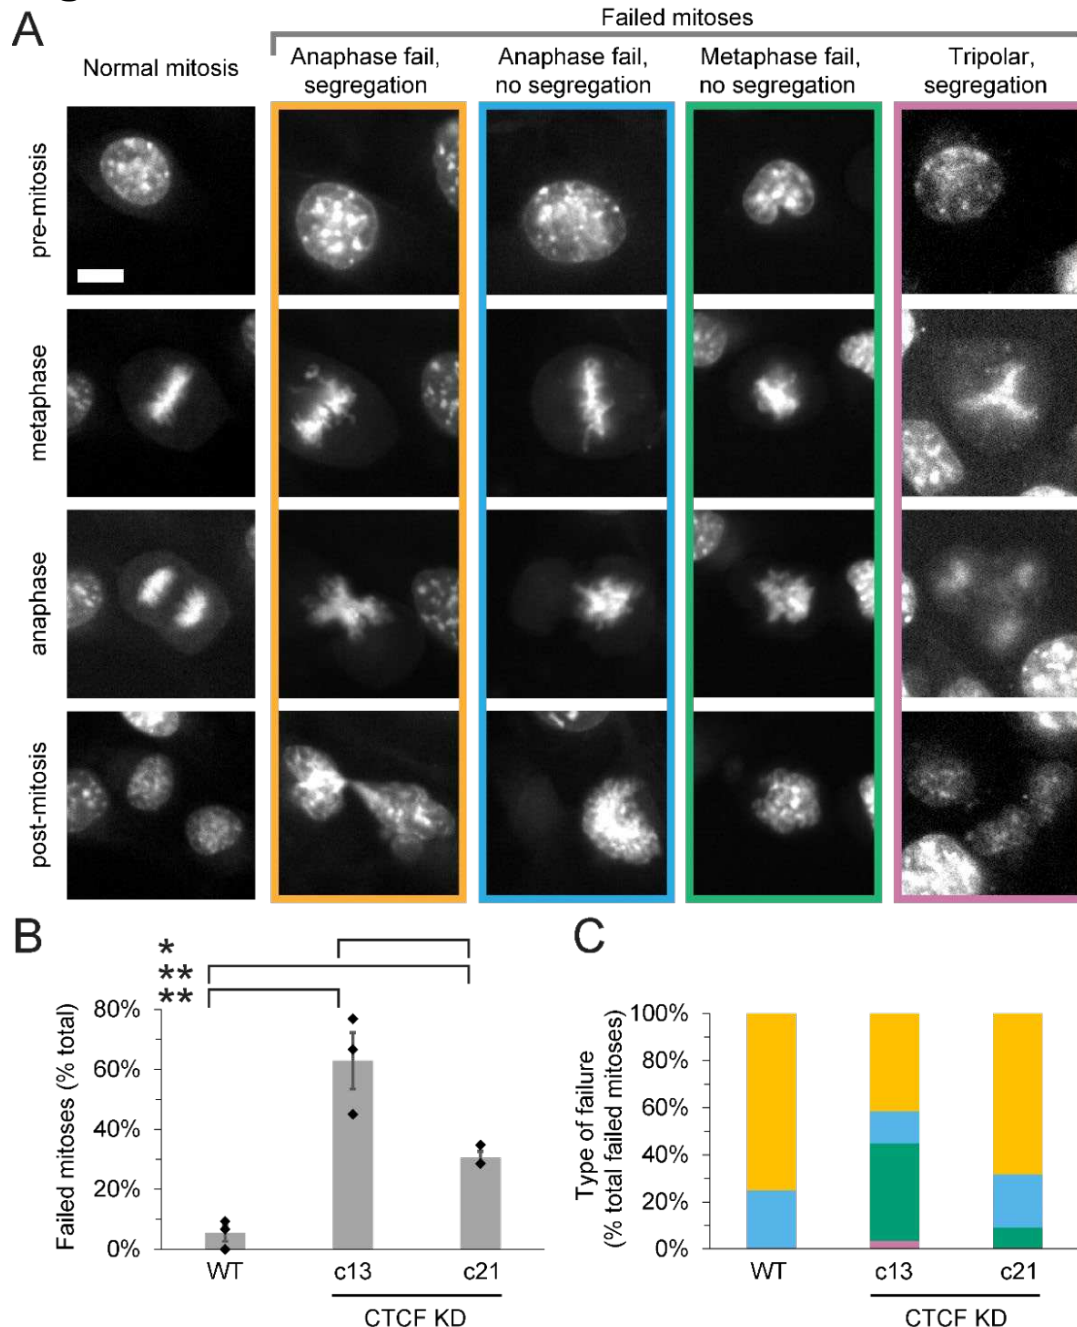 A
Failed mitoses
Normal mitosis
Anaphase fail,
segregation
Anaphase fail,
no segregation
Metaphase fail,
no segregation
Tripolar,
segregation
pre-mitosis
metaphase
anaphase
post-mitosis
B
*
**
**
Failed mitoses (% total)
80%
60%
40%
20%
0%
WT
c13
c21
CTCF KD
C
Type of failure
(% total failed mitoses)
100%
80%
60%
40%
20%
0%
WT
c13
c21
CTCF KD